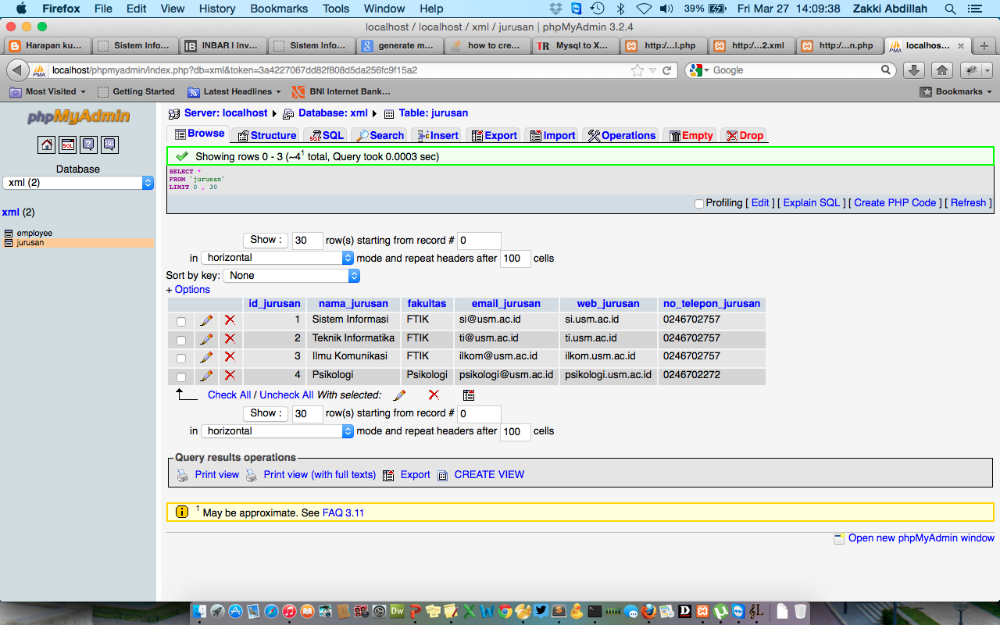 Firefox File Edit View History Bookmarks Tools Window Help 39% Fri Mar 27 14:09:38 Zakki Abdillah
localhost / localhost / xml / jurusan | phpMyAdmin 3.2.4
Harapan ku... Sistem Info... INBAR | Inv... Sistem Info... generate m... how to cre... Mysql to X... http:/...l.php http:/...2.xml http:/...n.php localhos...
localhost/phpmyadmin/index.php?db=xml&token=3a4227067dd82f808d5da256fc9f15a2 Google
Most Visited Getting Started Latest Headlines BNI Internet Bank... Bookmarks
phpMyAdmin
SQL
Database
xml (2)
xml (2)
employee
jurusan
Server: localhost Database: xml Table: jurusan
Browse Structure SQL Search Insert Export Import Operations Empty Drop
Showing rows 0 - 3 (~4¹ total, Query took 0.0003 sec)
SELECT *
FROM `jurusan`
LIMIT 0 , 30
Profiling [ Edit ] [ Explain SQL ] [ Create PHP Code ] [ Refresh ]
Show : 30 row(s) starting from record # 0
in horizontal mode and repeat headers after 100 cells
Sort by key: None
+ Options
id_jurusan nama_jurusan fakultas email_jurusan web_jurusan no_telepon_jurusan
1 Sistem Informasi FTIK si@usm.ac.id si.usm.ac.id 0246702757
2 Teknik Informatika FTIK ti@usm.ac.id ti.usm.ac.id 0246702757
3 Ilmu Komunikasi FTIK ilkom@usm.ac.id ilkom.usm.ac.id 0246702757
4 Psikologi Psikologi psikologi@usm.ac.id psikologi.usm.ac.id 0246702272
Check All / Uncheck All With selected:
Show : 30 row(s) starting from record # 0
in horizontal mode and repeat headers after 100 cells
Query results operations
Print view Print view (with full texts) Export CREATE VIEW
¹ May be approximate. See FAQ 3.11
Open new phpMyAdmin window